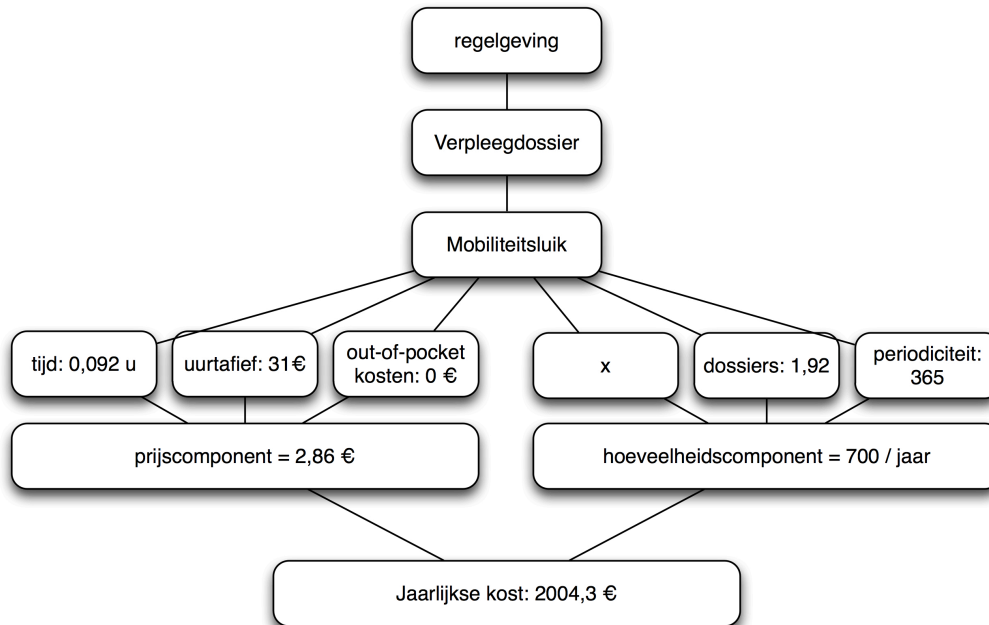 regelgeving
Verpleegdossier
Mobiliteitsluik
tijd: 0,092 u
uurtafief: 31€
out-of-pocket
kosten: 0 €
x
dossiers: 1,92
periodiciteit:
365
prijscomponent = 2,86 €
hoeveelheidscomponent = 700 / jaar
Jaarlijkse kost: 2004,3 €